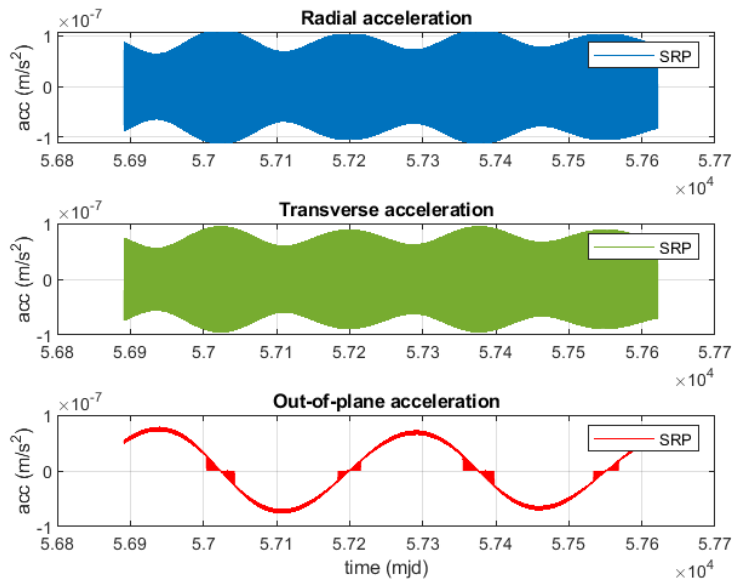 Radial acceleration
×10⁻⁷
1
0
-1
acc (m/s²)
SRP
5.68 5.69 5.7 5.71 5.72 5.73 5.74 5.75 5.76 5.77
×10⁴
Transverse acceleration
×10⁻⁷
1
0
-1
acc (m/s²)
SRP
5.68 5.69 5.7 5.71 5.72 5.73 5.74 5.75 5.76 5.77
×10⁴
Out-of-plane acceleration
×10⁻⁷
1
0
-1
acc (m/s²)
SRP
5.68 5.69 5.7 5.71 5.72 5.73 5.74 5.75 5.76 5.77
time (mjd)
×10⁴